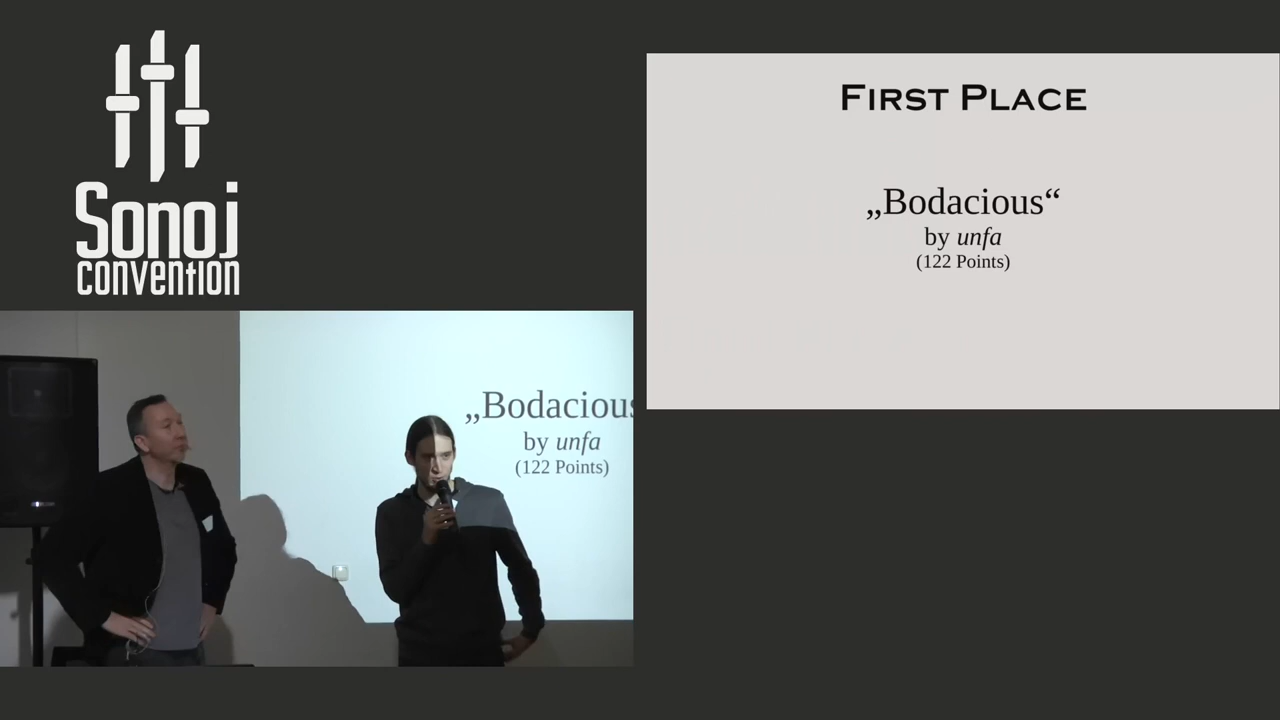 Sonoj
convention
First Place
„Bodacious“
by unfa
(122 Points)
„Bodacious
by unfa
(122 Points)